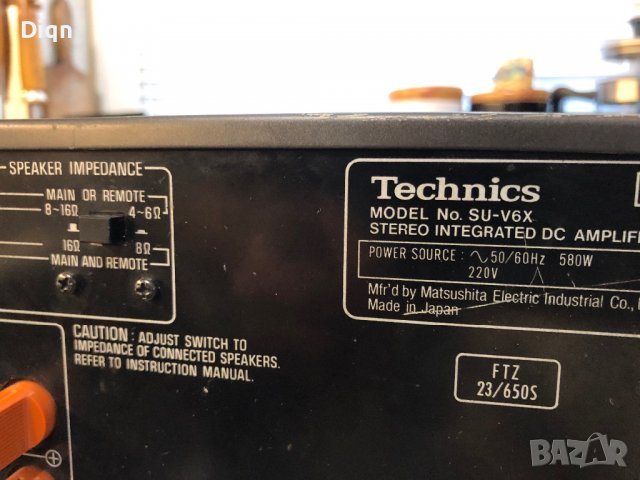 Diqn
SPEAKER IMPEDANCE
MAIN OR REMOTE
8~16Ω 4~6Ω
16Ω 8Ω
MAIN AND REMOTE
CAUTION : ADJUST SWITCH TO
IMPEDANCE OF CONNECTED SPEAKERS.
REFER TO INSTRUCTION MANUAL.
Technics
MODEL No. SU-V6X
STEREO INTEGRATED DC AMPLIF
POWER SOURCE : ∿50/60Hz 580W
220V
Mfr'd by Matsushita Electric Industrial Co.,
Made in Japan
FTZ
23/650S
BAZAR